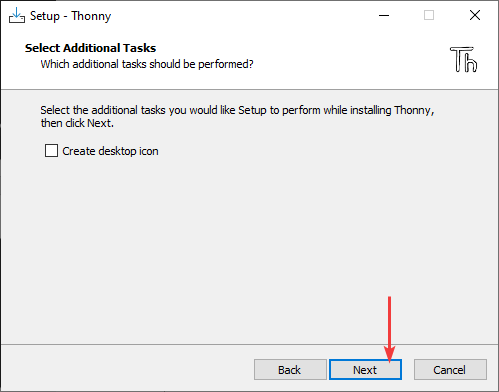 Setup - Thonny
Select Additional Tasks
Which additional tasks should be performed?
Th
Select the additional tasks you would like Setup to perform while installing Thonny,
then click Next.
Create desktop icon
Back
Next
Cancel